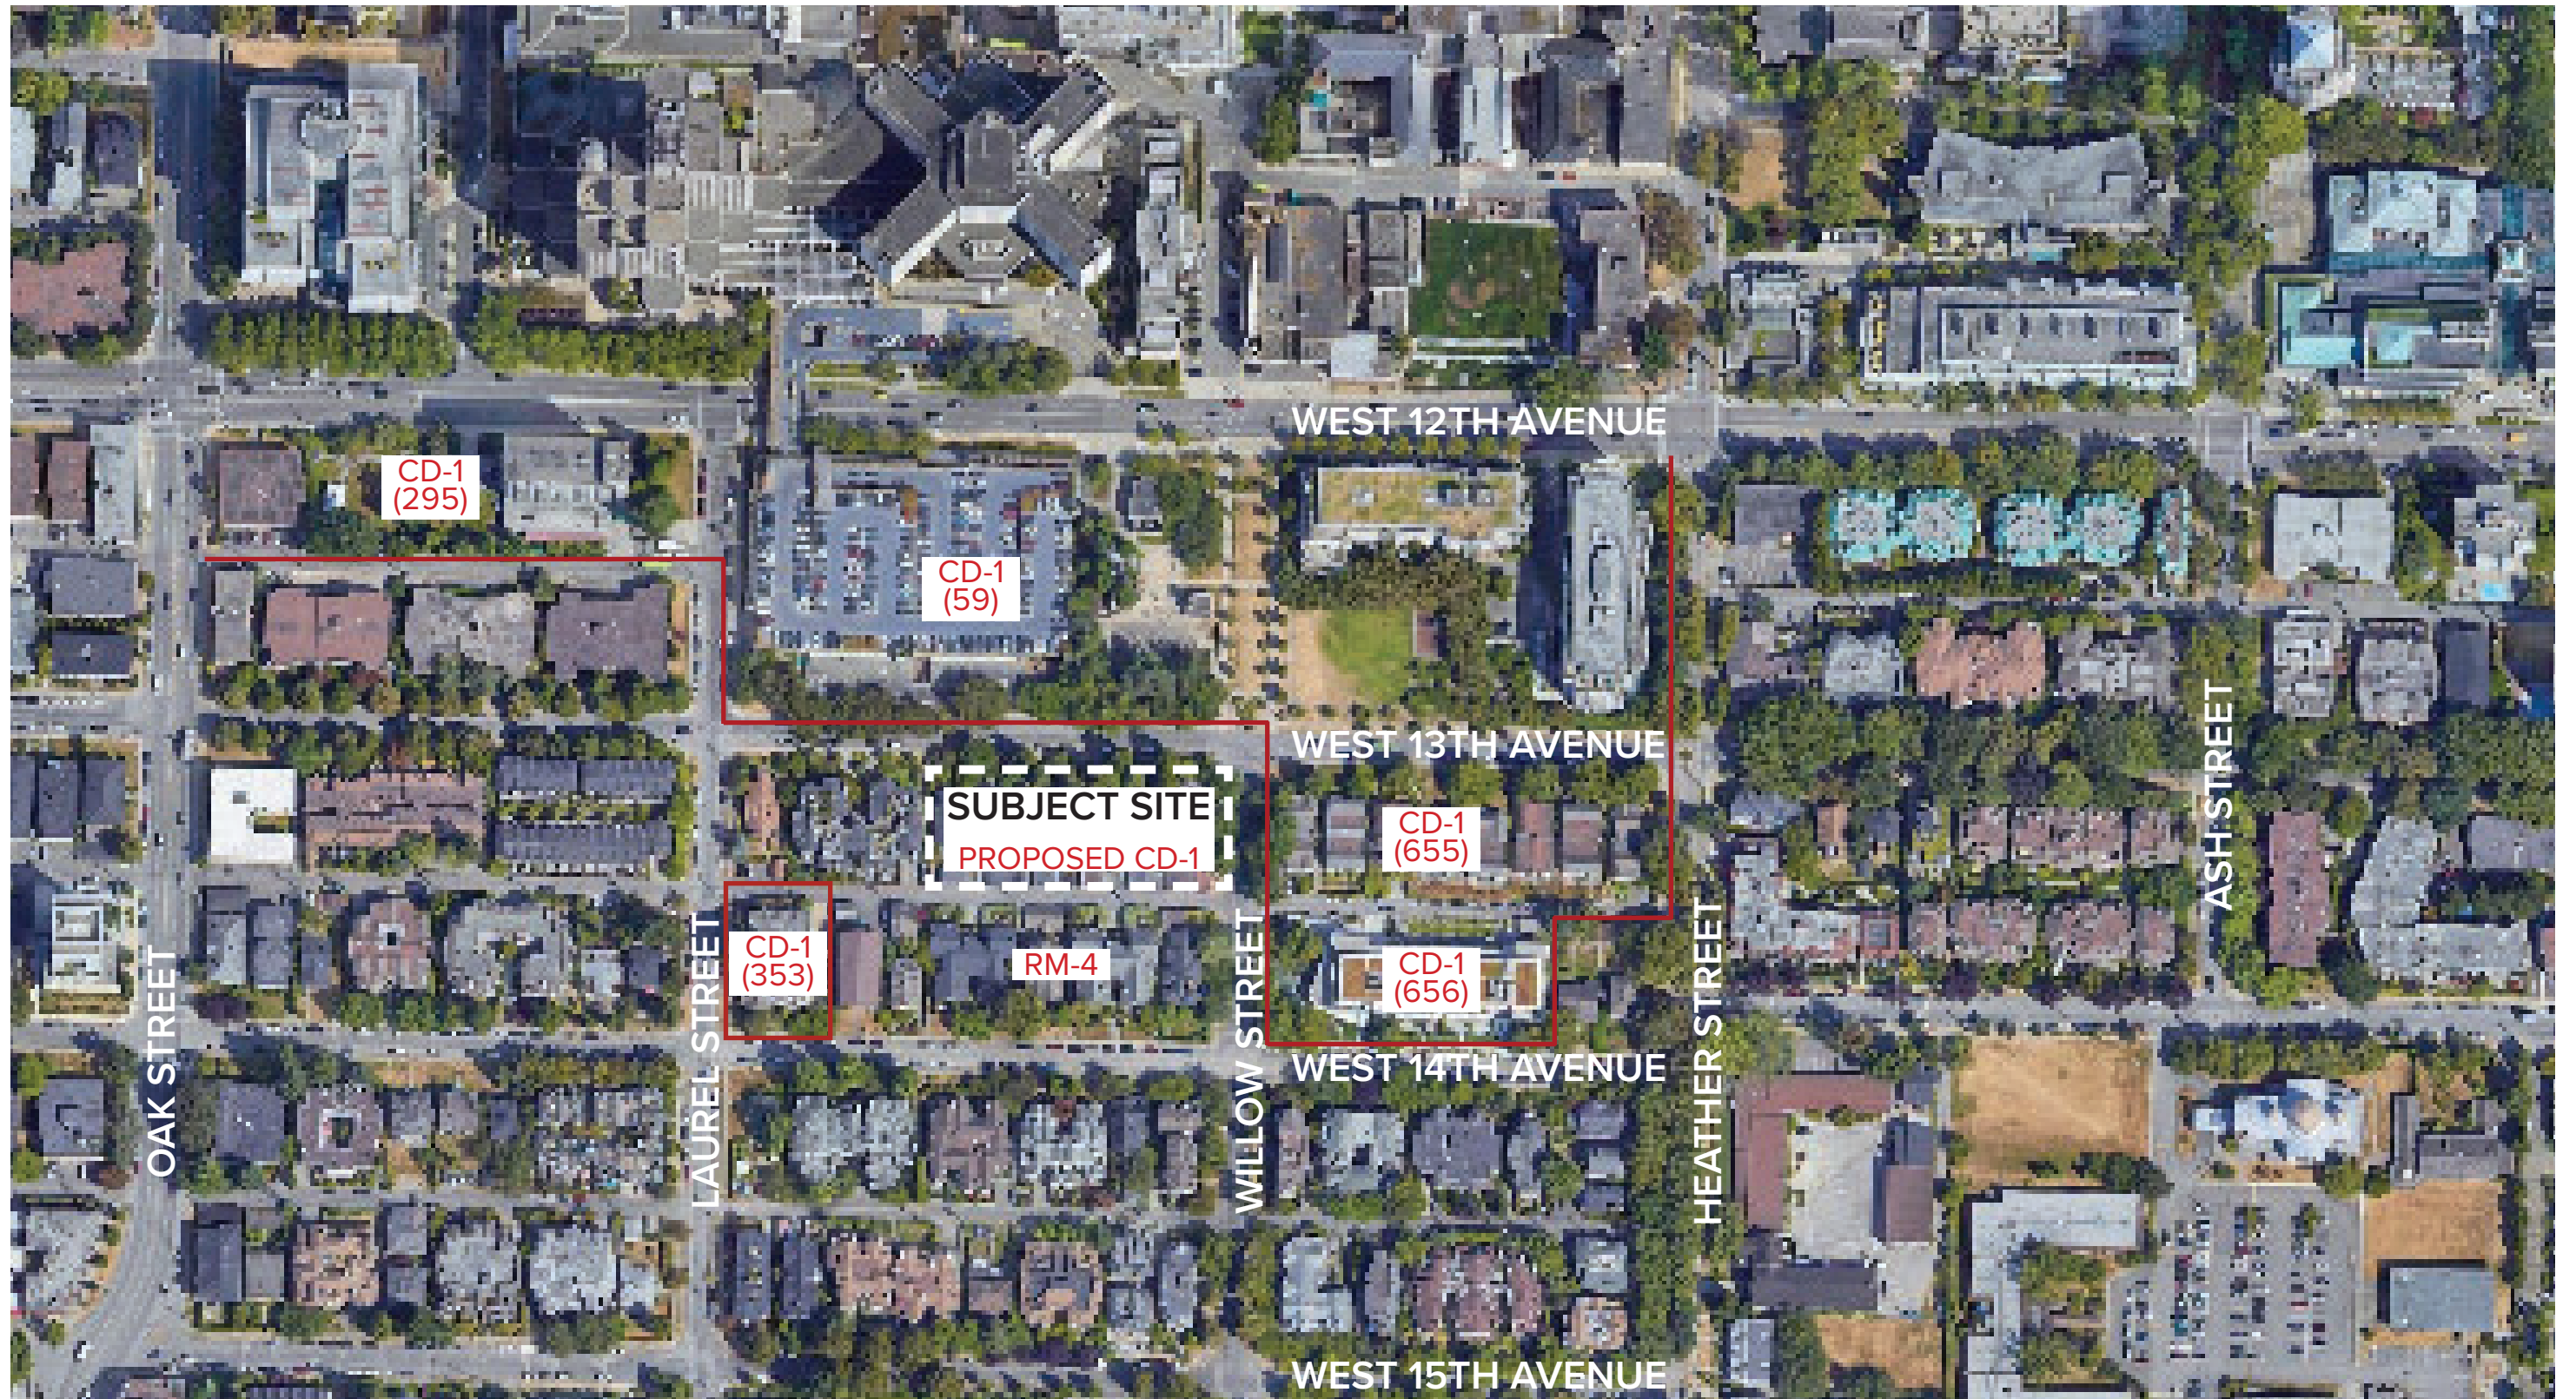 WEST 12TH AVENUE
CD-1
(295)
CD-1
(59)
WEST 13TH AVENUE
SUBJECT SITE
PROPOSED CD-1
CD-1
(655)
ASH STREET
CD-1
(353)
RM-4
CD-1
(656)
OAK STREET
LAUREL STREET
WILLOW STREET
HEATHER STREET
WEST 14TH AVENUE
WEST 15TH AVENUE